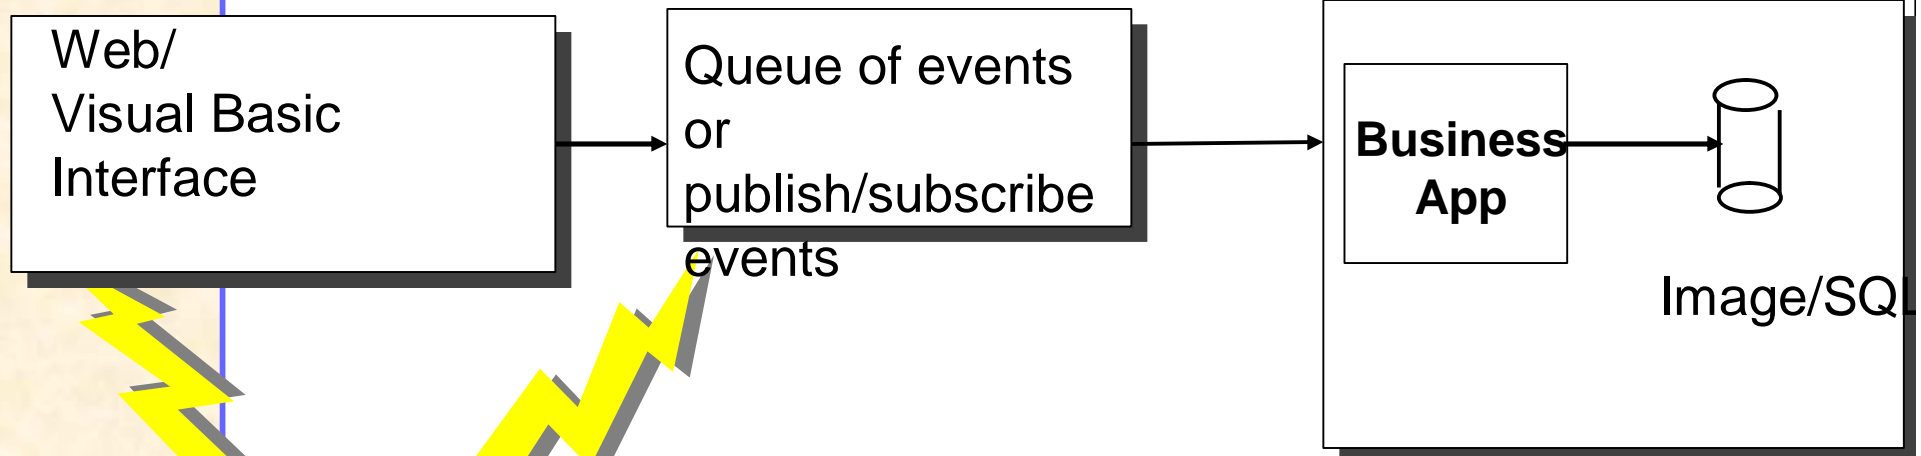 Web/
Visual Basic
Interface
Queue of events
or
publish/subscribe
events
Business
App
Image/SQL